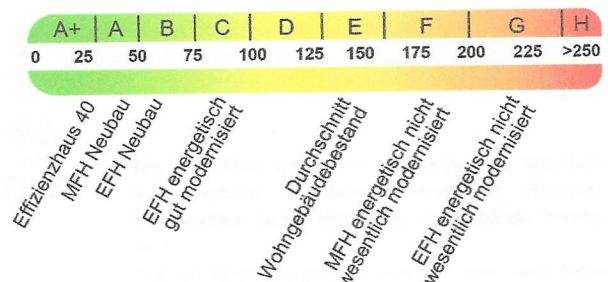 A+ A B C D E F G H
0 25 50 75 100 125 150 175 200 225 >250
Effizienzhaus 40
MFH Neubau
EFH Neubau
EFH energetisch
gut modernisiert
Durchschnitt
Wohngebäudebestand
MFH energetisch nicht
wesentlich modernisiert
EFH energetisch nicht
wesentlich modernisiert